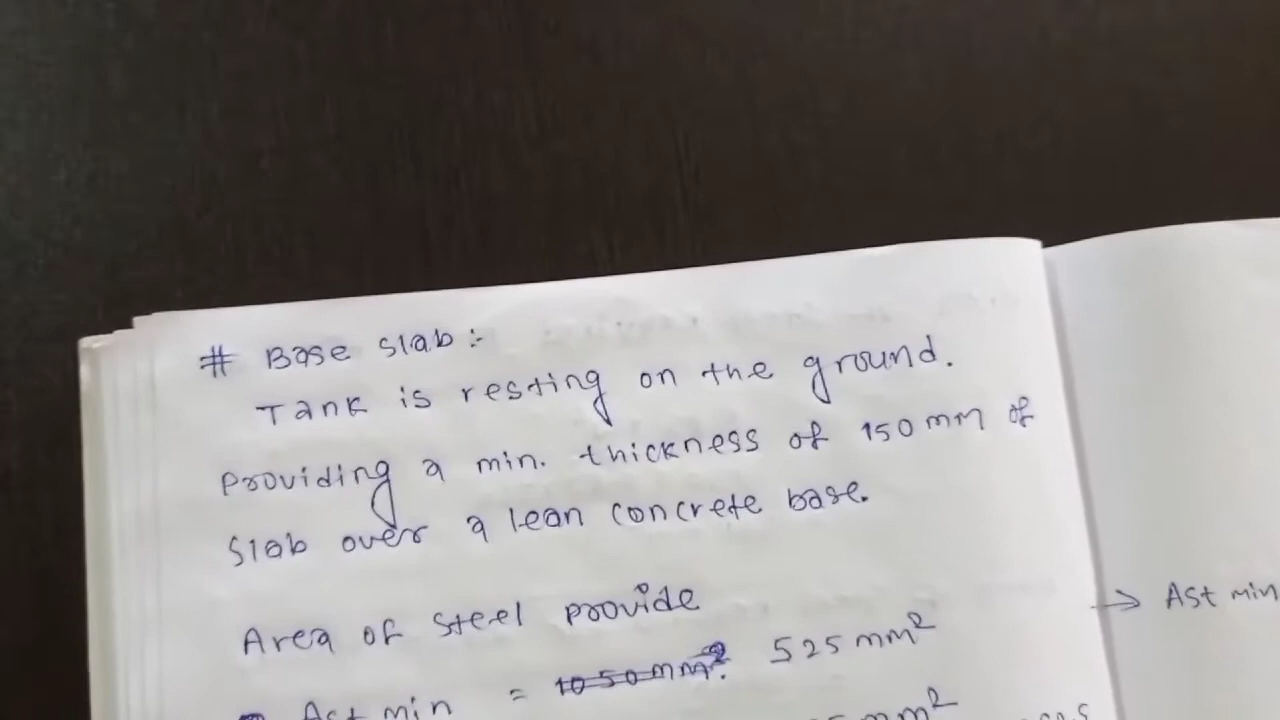 # Base slab :-
Tank is resting on the ground.
Providing a min. thickness of 150 mm of
slab over a lean concrete base.
Area of steel provide
Ast min = 1050 mm². 525 mm²
→ Ast min
mm²